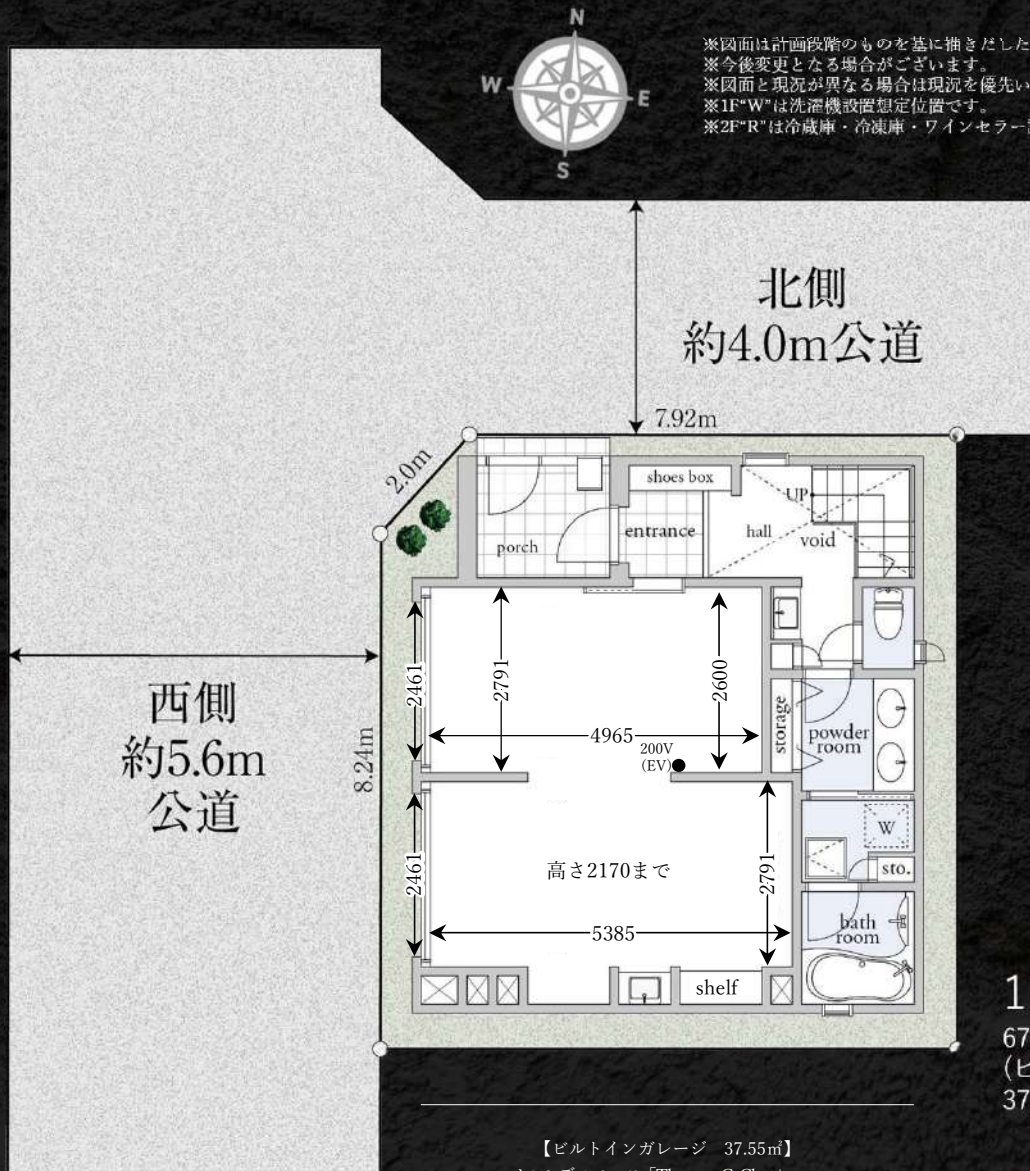 N
W
E
S
※図面は計画段階のものを基に描きだした
※今後変更となる場合がございます。
※図面と現況が異なる場合は現況を優先い
※1F“W”は洗濯機設置想定位置です。
※2F“R”は冷蔵庫・冷凍庫・ワインセラー
北側
約4.0m公道
7.92m
2.0m
shoes box
UP
porch
entrance
hall
void
西側
約5.6m
公道
8.24m
2461
2791
2600
4965
200V
(EV)
storage
powder
room
2461
高さ2170まで
2791
W
sto.
5385
bath
room
shelf
1
67
(ビ
37
【ビルトインガレージ 37.55㎡】